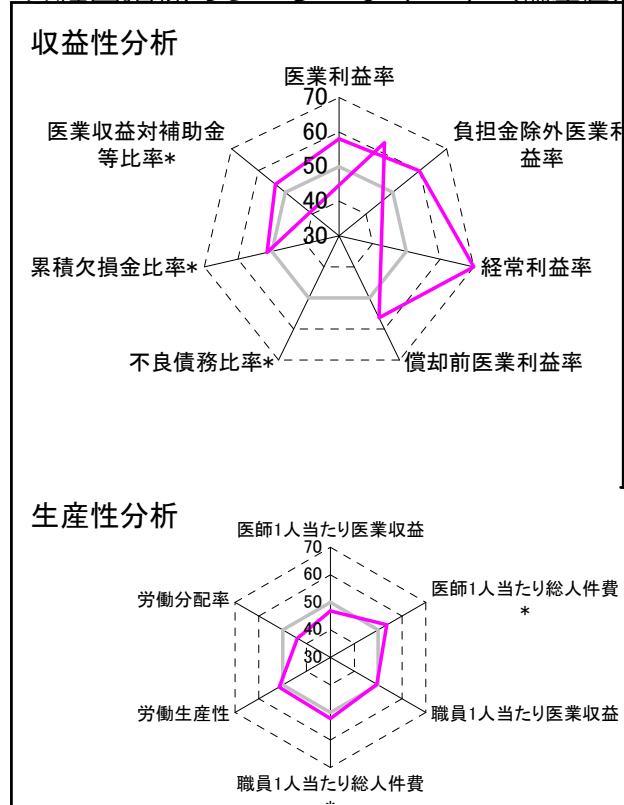 収益性分析
医業利益率
70
60
50
40
30
負担金除外医業利
益率
経常利益率
償却前医業利益率
不良債務比率*
累積欠損金比率*
医業収益対補助金
等比率*
生産性分析
医師1人当たり医業収益
70
60
50
40
30
医師1人当たり総人件費
*
職員1人当たり医業収益
職員1人当たり総人件費
*
労働生産性
労働分配率